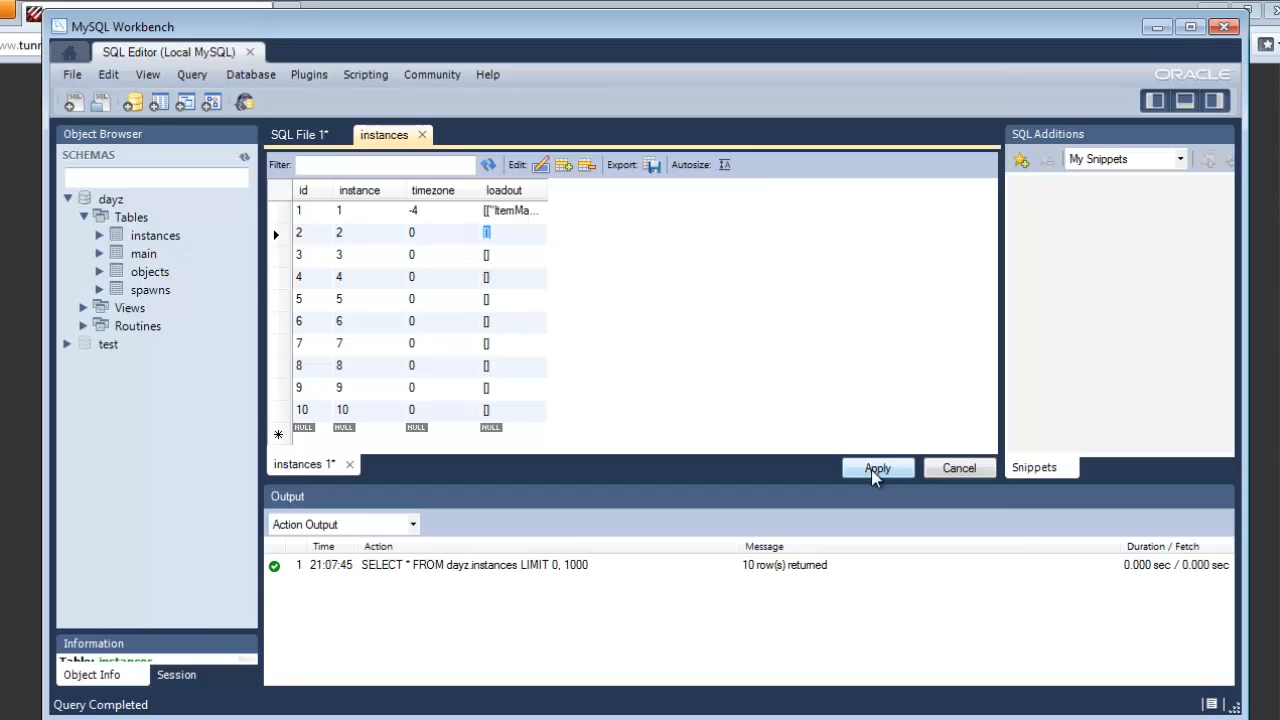 ww.tunn
MySQL Workbench
SQL Editor (Local MySQL)
File Edit View Query Database Plugins Scripting Community Help
ORACLE
Object Browser
SCHEMAS
dayz
Tables
instances
main
objects
spawns
Views
Routines
test
Information
Object Info Session
Query Completed
SQL File 1* instances
Filter: Edit: Export: Autosize:
id instance timezone loadout
1 1 -4 [["ItemMa...
2 2 0 []
3 3 0 []
4 4 0 []
5 5 0 []
6 6 0 []
7 7 0 []
8 8 0 []
9 9 0 []
10 10 0 []
NULL NULL NULL NULL
instances 1*
Apply Cancel
SQL Additions
My Snippets
Snippets
Output
Action Output
Time Action Message Duration / Fetch
1 21:07:45 SELECT * FROM dayz.instances LIMIT 0, 1000 10 row(s) returned 0.000 sec / 0.000 sec